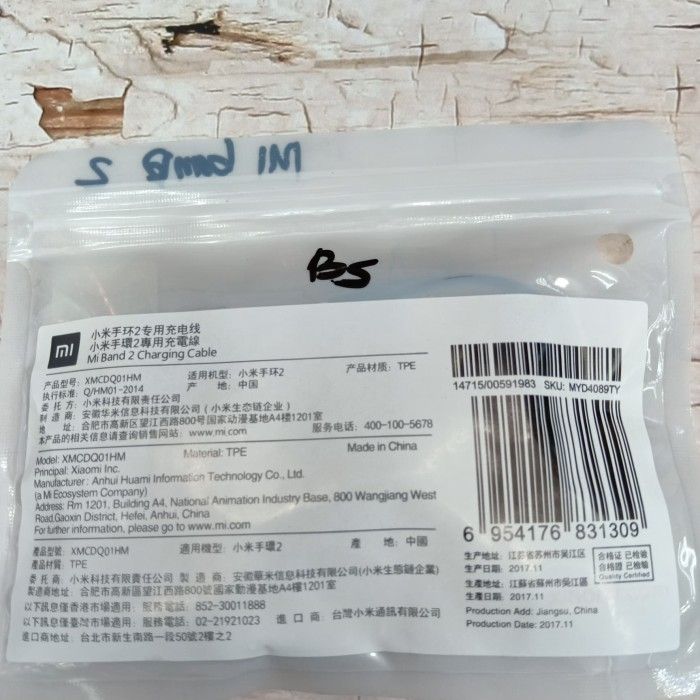 MI banD 2
B5
mi
小米手环2专用充电线
小米手環2專用充電線
Mi Band 2 Charging Cable
产品型号: XMCDQ01HM 适用机型: 小米手环2 产品材质: TPE
执行标准: Q/HM01-2014 产 地: 中国
委托方: 小米科技有限责任公司
制造商: 安徽华米信息科技有限公司 (小米生态链企业)
地 址: 合肥市高新区望江西路800号国家动漫基地A4楼1201室
本产品的相关信息请查询销售网站: www.mi.com 服务电话: 400-100-5678
Model: XMCDQ01HM Material: TPE Made in China
Principal: Xiaomi Inc.
Manufacturer: Anhui Huami Information Technology Co., Ltd.
(a Mi Ecosystem Company)
Address: Rm 1201, Building A4, National Animation Industry Base, 800 Wangjiang West
Road,Gaoxin District, Hefei, Anhui, China
For further information, please go to www.mi.com
產品型號: XMCDQ01HM 適用機型: 小米手環2 產 地: 中國
產品材質: TPE
委托商: 小米科技有限責任公司 製造商: 安徽華米信息科技有限公司(小米生態鏈企業)
製造商地址: 合肥市高新區望江西路800號國家動漫基地A4樓1201室
以下訊息僅香港市場適用: 服務電話: 852-30011888
以下訊息僅臺灣市場適用: 服務電話: 02-21921023 進口商: 台灣小米通訊有限公司
進口商地址: 台北市新生南路一段50號2樓之2
14715/00591983 SKU: MYD4089TY
6 954176 831309
生产地址: 江苏省苏州市吴江区
生产日期: 2017.11
生產地址: 江蘇省蘇州市吳江區
生產日期: 2017.11
Production Add: Jiangsu, China
Production Date: 2017.11
合格证 已检验
合格證 已檢驗
Quality Certified